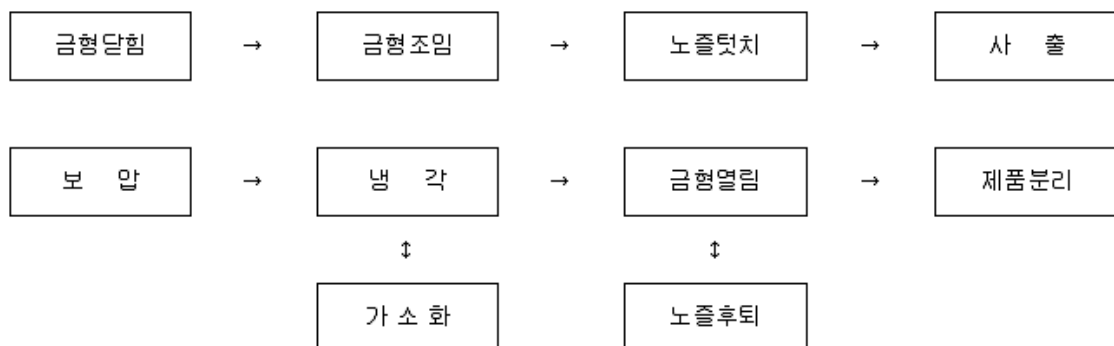 금형닫힘 → 금형조임 → 노즐텃치 → 사 출
보 압 → 냉 각 → 금형열림 → 제품분리
↕ ↕
가 소 화 노즐후퇴